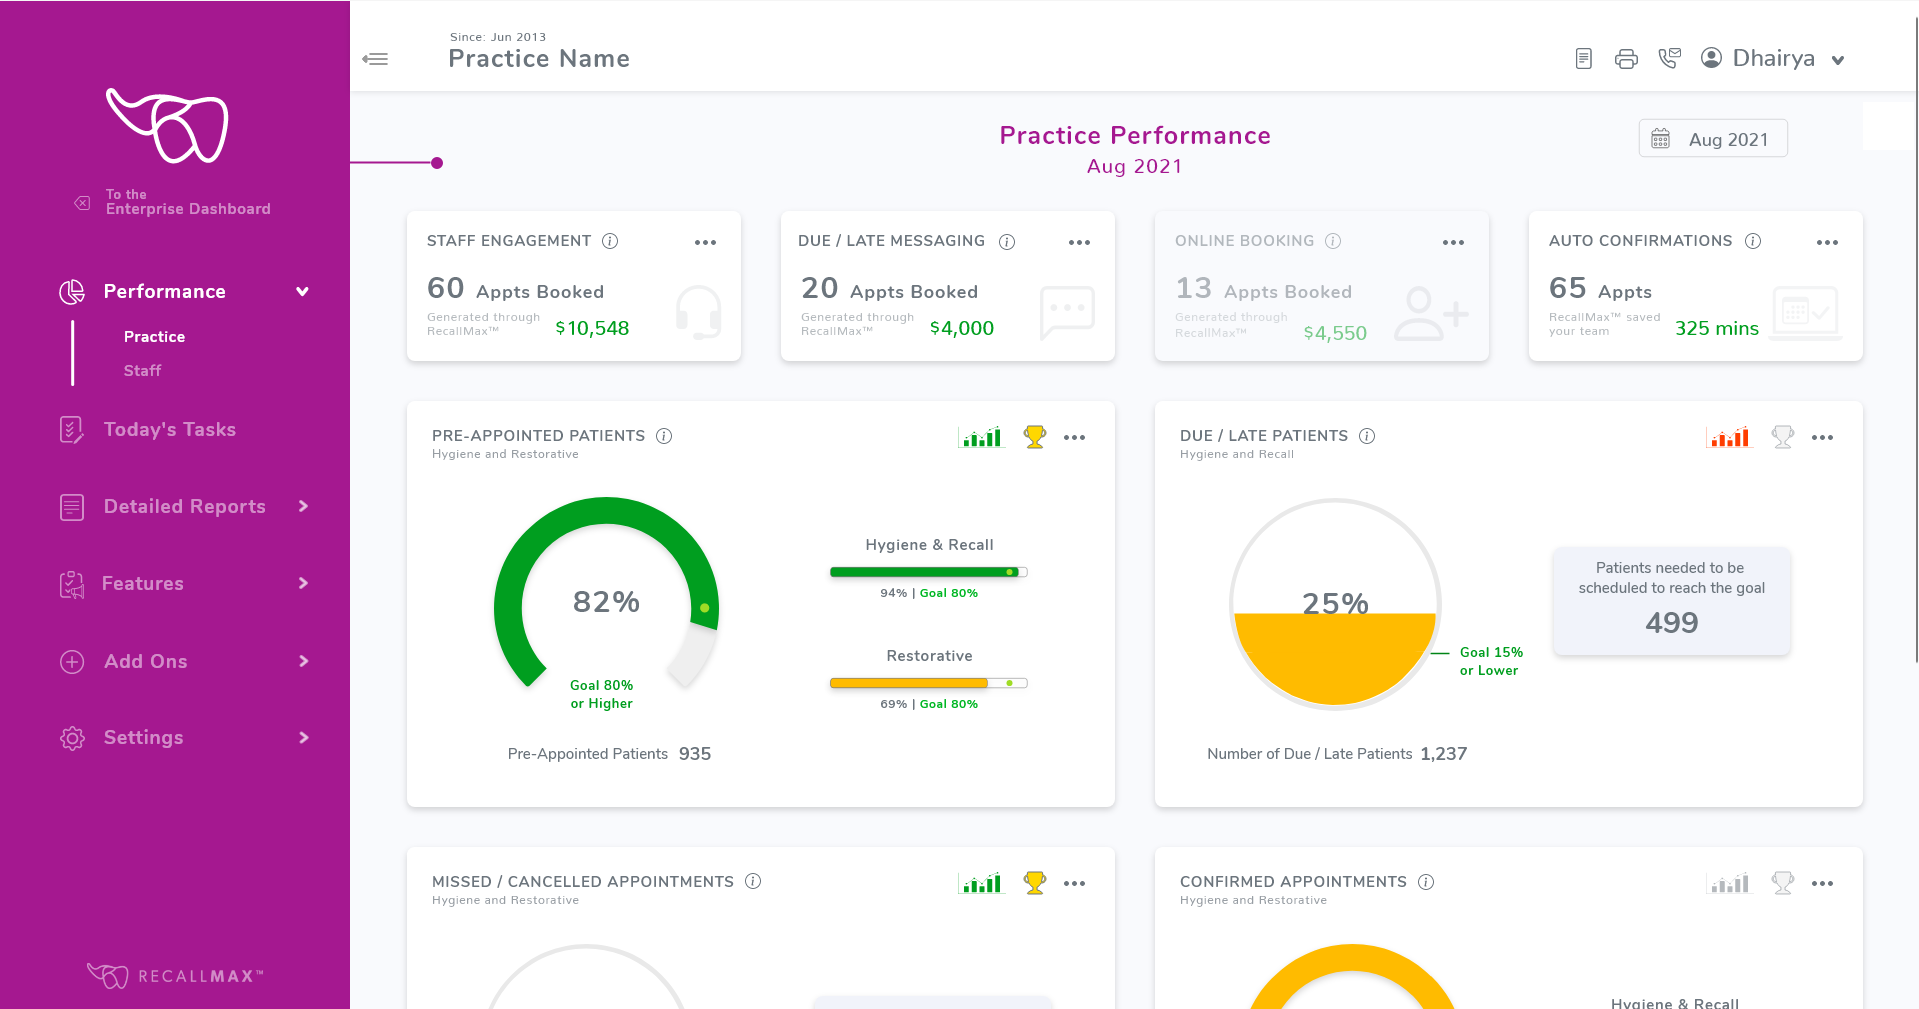 Since: Jun 2013
Practice Name
Dhairya
To the
Enterprise Dashboard
Performance
Practice
Staff
Today's Tasks
Detailed Reports
Features
Add Ons
Settings
RECALLMAX™
Practice Performance
Aug 2021
Aug 2021
STAFF ENGAGEMENT
60 Appts Booked
Generated through
RecallMax™
$10,548
DUE / LATE MESSAGING
20 Appts Booked
Generated through
RecallMax™
$4,000
ONLINE BOOKING
13 Appts Booked
Generated through
RecallMax™
$4,550
AUTO CONFIRMATIONS
65 Appts
RecallMax™ saved
your team
325 mins
PRE-APPOINTED PATIENTS
Hygiene and Restorative
82%
Goal 80%
or Higher
Pre-Appointed Patients 935
Hygiene & Recall
94% | Goal 80%
Restorative
69% | Goal 80%
DUE / LATE PATIENTS
Hygiene and Recall
25%
Goal 15%
or Lower
Number of Due / Late Patients 1,237
Patients needed to be
scheduled to reach the goal
499
MISSED / CANCELLED APPOINTMENTS
Hygiene and Restorative
CONFIRMED APPOINTMENTS
Hygiene and Restorative
Hygiene & Recall